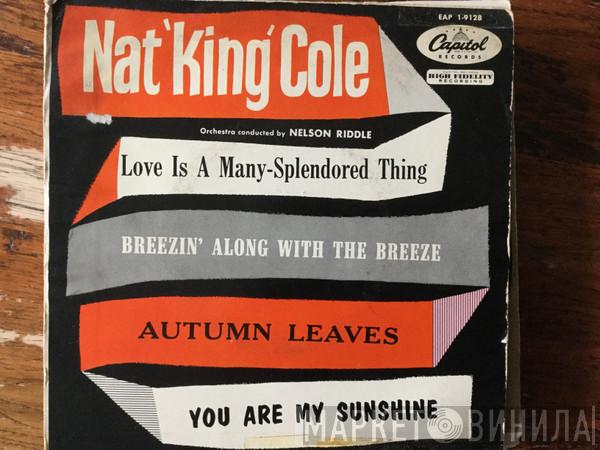 EAP 1-9128
Nat 'King' Cole
Capitol
RECORDS
HIGH FIDELITY
RECORDING
Orchestra conducted by NELSON RIDDLE
Love Is A Many-Splendored Thing
BREEZIN' ALONG WITH THE BREEZE
AUTUMN LEAVES
YOU ARE MY SUNSHINE
МАРКЕТ ВИНИЛА